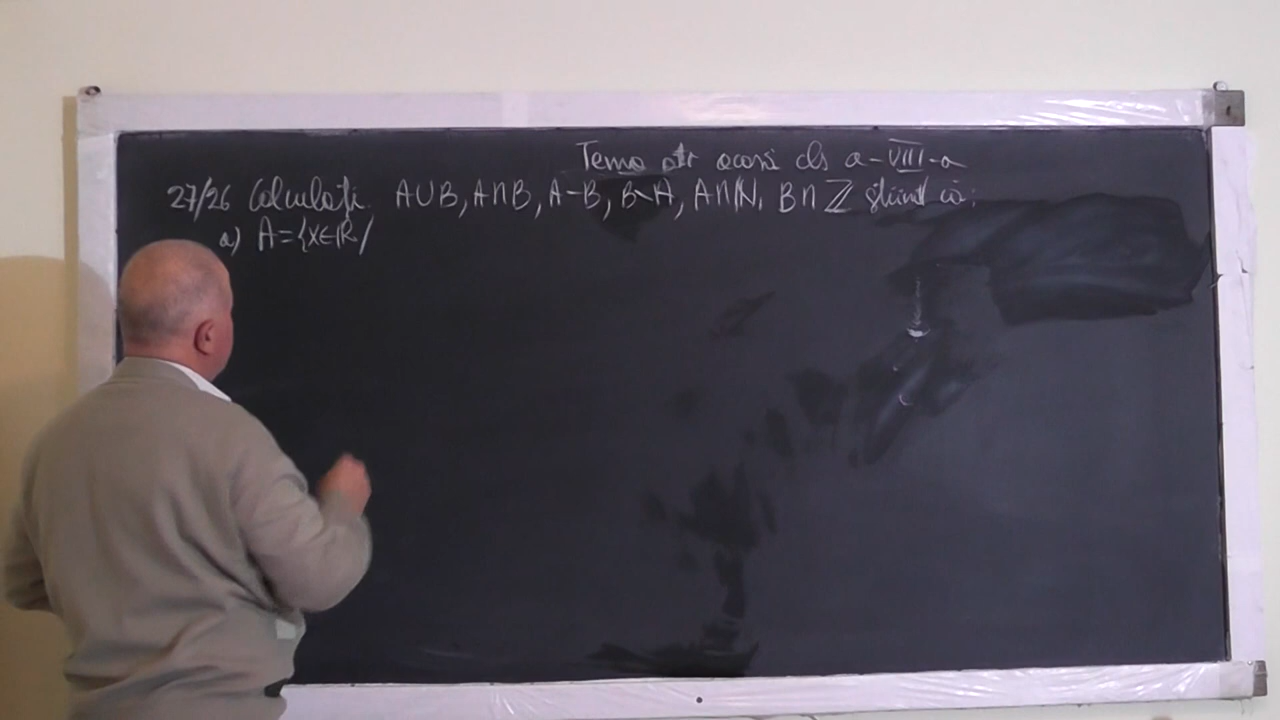 Tema ptr acasă cls a-VIII-a
27/26 Calculați A∪B, A∩B, A-B, B\A, A∩ℕ, B∩ℤ știind că:
a) A={x∈ℝ/